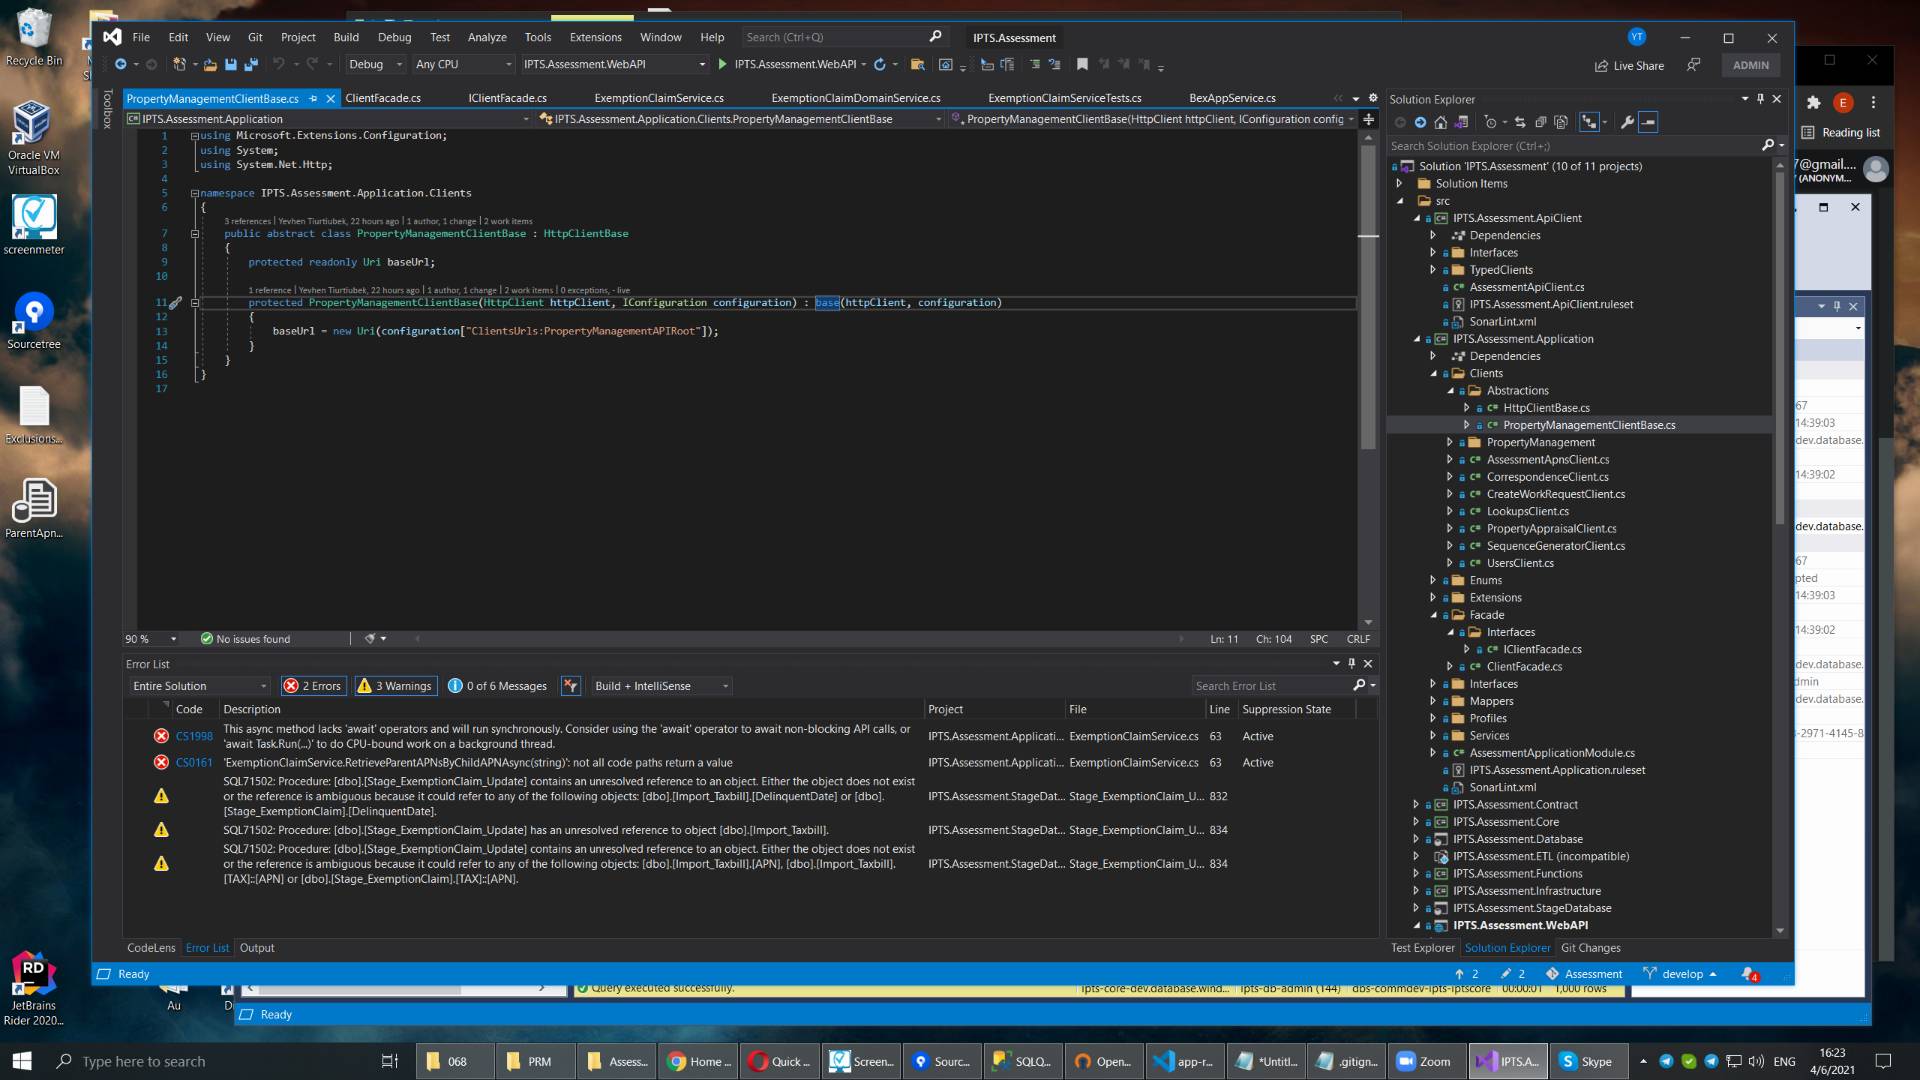 Recycle Bin
Oracle VM
VirtualBox
screenmeter
Sourcetree
Exclusions...
ParentApn...
JetBrains
Rider 2020...
Au
File Edit View Git Project Build Debug Test Analyze Tools Extensions Window Help Search (Ctrl+Q) IPTS.Assessment YT
Debug Any CPU IPTS.Assessment.WebAPI IPTS.Assessment.WebAPI Live Share ADMIN
Toolbox
PropertyManagementClientBase.cs ClientFacade.cs IClientFacade.cs ExemptionClaimService.cs ExemptionClaimDomainService.cs ExemptionClaimServiceTests.cs BexAppService.cs
IPTS.Assessment.Application IPTS.Assessment.Application.Clients.PropertyManagementClientBase PropertyManagementClientBase(HttpClient httpClient, IConfiguration config
1 using Microsoft.Extensions.Configuration;
2 using System;
3 using System.Net.Http;
4
5 namespace IPTS.Assessment.Application.Clients
6 {
3 references | Yevhen Tiurtiubek, 22 hours ago | 1 author, 1 change | 2 work items
7 public abstract class PropertyManagementClientBase : HttpClientBase
8 {
9 protected readonly Uri baseUrl;
10
1 reference | Yevhen Tiurtiubek, 22 hours ago | 1 author, 1 change | 2 work items | 0 exceptions, - live
11 protected PropertyManagementClientBase(HttpClient httpClient, IConfiguration configuration) : base(httpClient, configuration)
12 {
13 baseUrl = new Uri(configuration["ClientsUrls:PropertyManagementAPIRoot"]);
14 }
15 }
16 }
17
90 % No issues found Ln: 11 Ch: 104 SPC CRLF
Error List
Entire Solution 2 Errors 3 Warnings 0 of 6 Messages Build + IntelliSense Search Error List
Code Description Project File Line Suppression State
CS1998 This async method lacks 'await' operators and will run synchronously. Consider using the 'await' operator to await non-blocking API calls, or
'await Task.Run(...)' to do CPU-bound work on a background thread. IPTS.Assessment.Applicati... ExemptionClaimService.cs 63 Active
CS0161 'ExemptionClaimService.RetrieveParentAPNsByChildAPNAsync(string)': not all code paths return a value IPTS.Assessment.Applicati... ExemptionClaimService.cs 63 Active
SQL71502: Procedure: [dbo].[Stage_ExemptionClaim_Update] contains an unresolved reference to an object. Either the object does not exist
or the reference is ambiguous because it could refer to any of the following objects: [dbo].[Import_Taxbill].[DelinquentDate] or [dbo]. IPTS.Assessment.StageDat... Stage_ExemptionClaim_U... 832
[Stage_ExemptionClaim].[DelinquentDate].
SQL71502: Procedure: [dbo].[Stage_ExemptionClaim_Update] has an unresolved reference to object [dbo].[Import_Taxbill]. IPTS.Assessment.StageDat... Stage_ExemptionClaim_U... 834
SQL71502: Procedure: [dbo].[Stage_ExemptionClaim_Update] contains an unresolved reference to an object. Either the object does not exist
or the reference is ambiguous because it could refer to any of the following objects: [dbo].[Import_Taxbill].[APN], [dbo].[Import_Taxbill]. IPTS.Assessment.StageDat... Stage_ExemptionClaim_U... 834
[TAX]::[APN] or [dbo].[Stage_ExemptionClaim].[TAX]::[APN].
CodeLens Error List Output
Solution Explorer
Search Solution Explorer (Ctrl+;)
Solution 'IPTS.Assessment' (10 of 11 projects)
Solution Items
src
IPTS.Assessment.ApiClient
Dependencies
Interfaces
TypedClients
AssessmentApiClient.cs
IPTS.Assessment.ApiClient.ruleset
SonarLint.xml
IPTS.Assessment.Application
Dependencies
Clients
Abstractions
HttpClientBase.cs
PropertyManagementClientBase.cs
PropertyManagement
AssessmentApnsClient.cs
CorrespondenceClient.cs
CreateWorkRequestClient.cs
LookupsClient.cs
PropertyAppraisalClient.cs
SequenceGeneratorClient.cs
UsersClient.cs
Enums
Extensions
Facade
Interfaces
IClientFacade.cs
ClientFacade.cs
Interfaces
Mappers
Profiles
Services
AssessmentApplicationModule.cs
IPTS.Assessment.Application.ruleset
SonarLint.xml
IPTS.Assessment.Contract
IPTS.Assessment.Core
IPTS.Assessment.Database
IPTS.Assessment.ETL (incompatible)
IPTS.Assessment.Functions
IPTS.Assessment.Infrastructure
IPTS.Assessment.StageDatabase
IPTS.Assessment.WebAPI
Test Explorer Solution Explorer Git Changes
Ready 2 2 Assessment develop 4
E
Reading list
7@gmail....
(ANONYM...
67
14:39:03
dev.database.
14:39:02
dev.database.
67
pted
14:39:03
14:39:02
dev.database.
dmin
dev.database.
3-2971-4145-8
Query executed successfully. ipts-core-dev.database.wind... ipts-db-admin (144) dbs-commdev-ipts-iptscore 00:00:01 1,000 rows
Ready
Type here to search 068 PRM Assess... Home ... Quick ... Screen... Sourc... SQLQ... Open... app-r... *Untitl... .gitign... Zoom IPTS.A... Skype ENG 16:23
4/6/2021